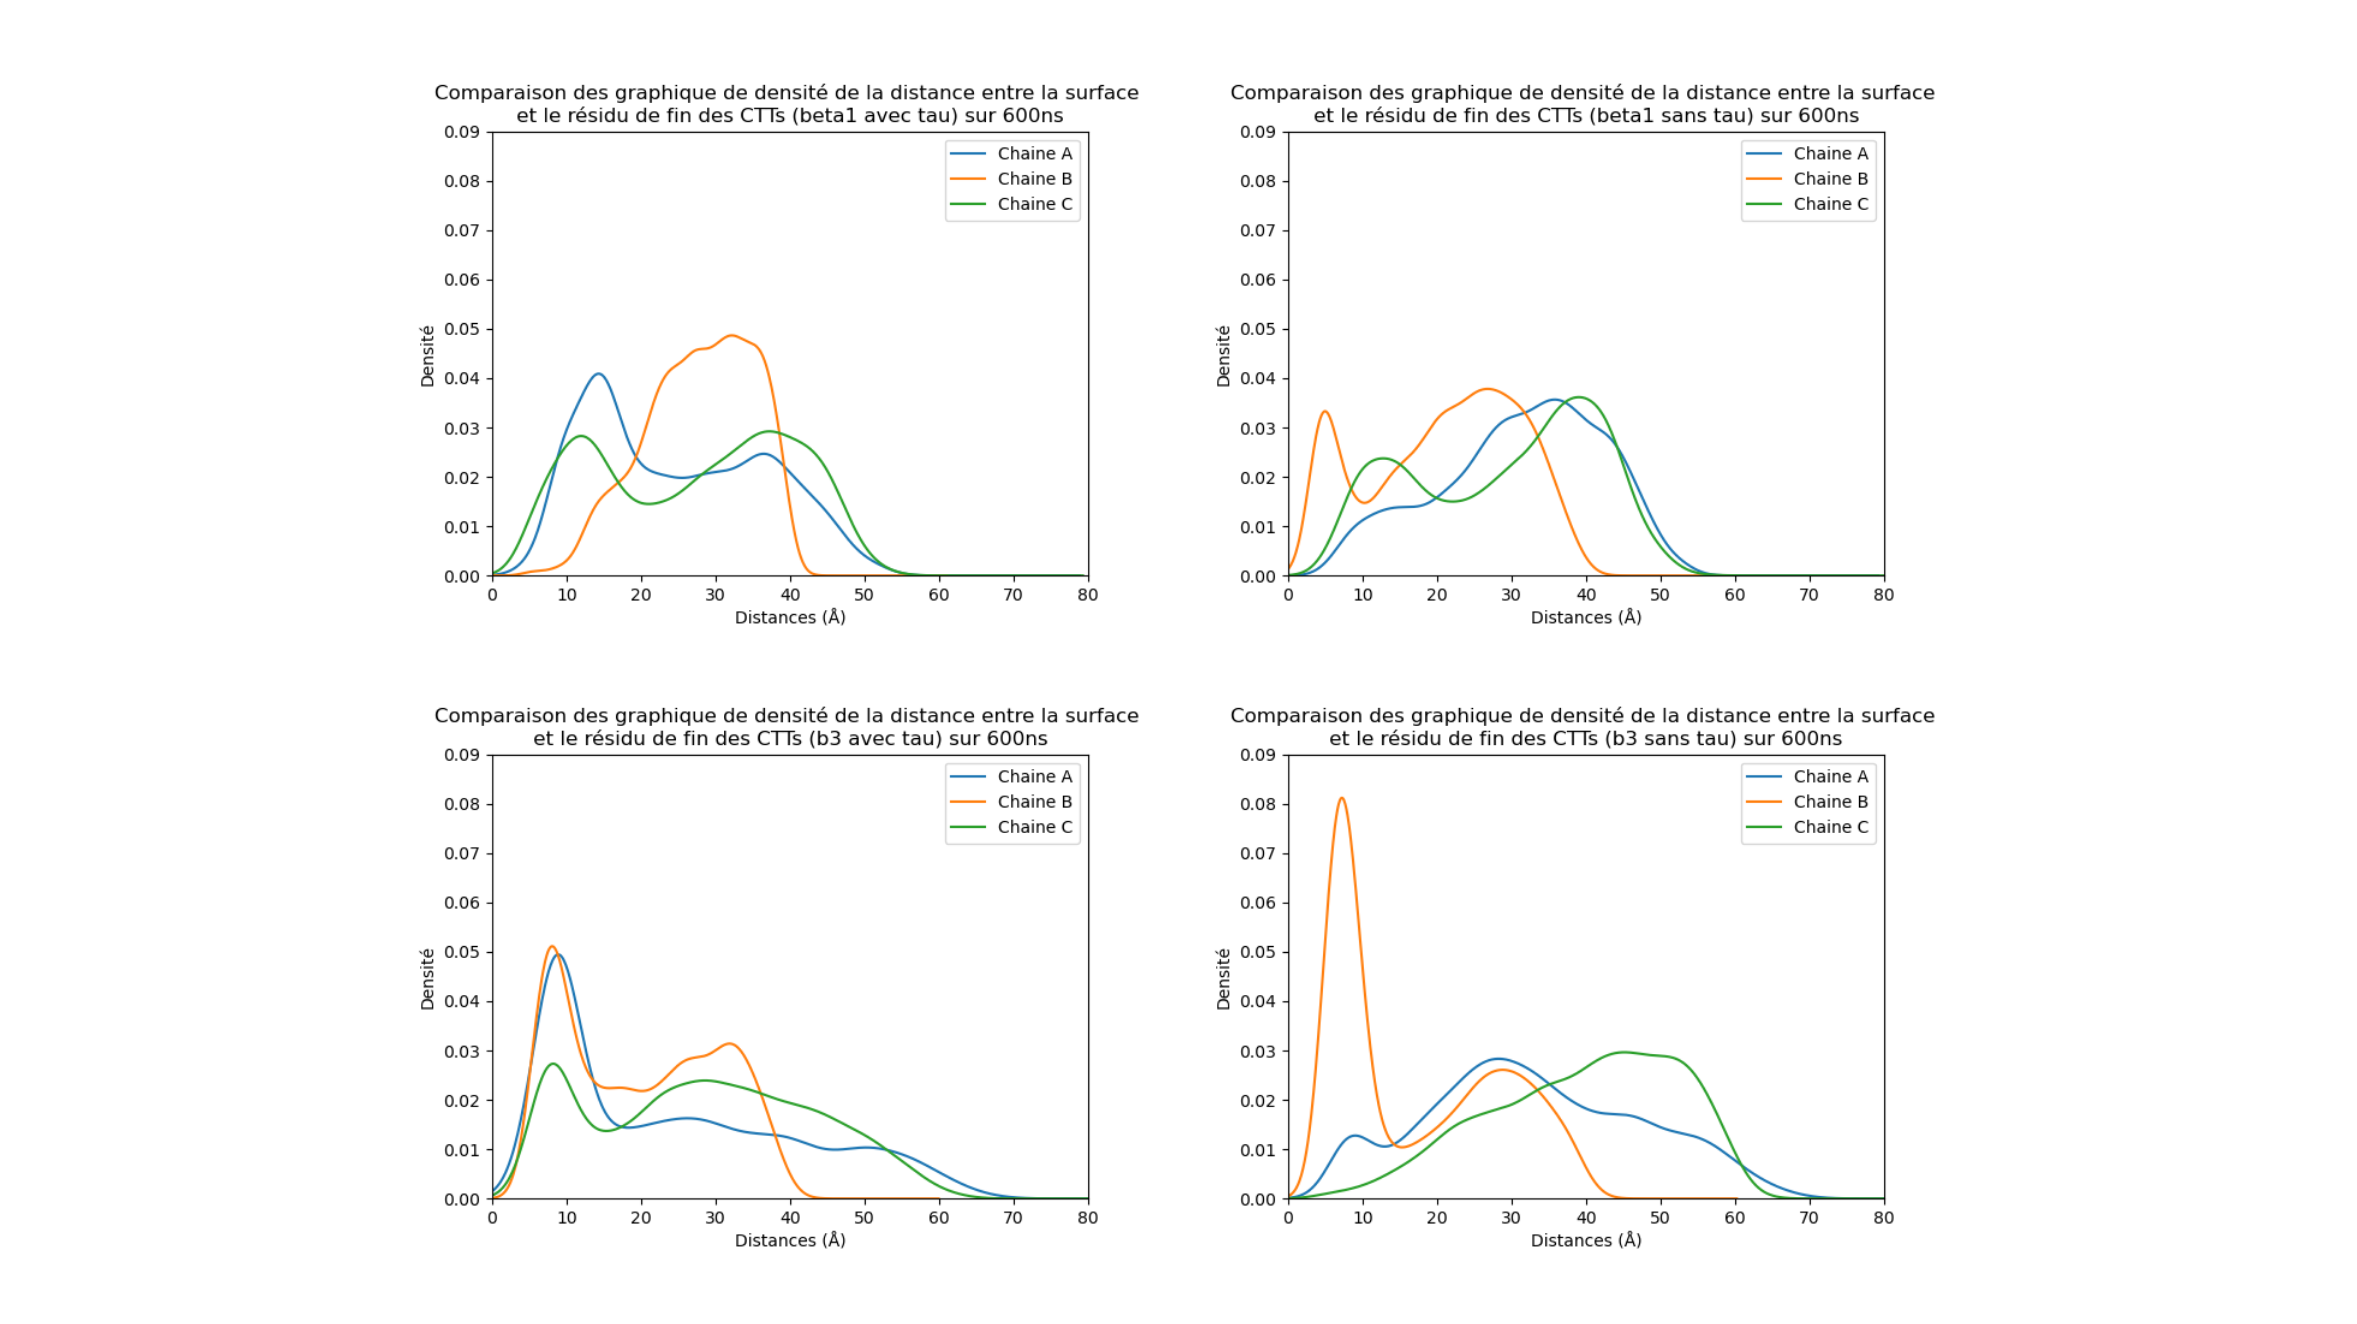 Comparaison des graphique de densité de la distance entre la surface
et le résidu de fin des CTTs (beta1 avec tau) sur 600ns
0.09
0.08
0.07
0.06
0.05
0.04
0.03
0.02
0.01
0.00
Densité
Chaine A
Chaine B
Chaine C
0 10 20 30 40 50 60 70 80
Distances (Å)
Comparaison des graphique de densité de la distance entre la surface
et le résidu de fin des CTTs (beta1 sans tau) sur 600ns
0.09
0.08
0.07
0.06
0.05
0.04
0.03
0.02
0.01
0.00
Densité
Chaine A
Chaine B
Chaine C
0 10 20 30 40 50 60 70 80
Distances (Å)
Comparaison des graphique de densité de la distance entre la surface
et le résidu de fin des CTTs (b3 avec tau) sur 600ns
0.09
0.08
0.07
0.06
0.05
0.04
0.03
0.02
0.01
0.00
Densité
Chaine A
Chaine B
Chaine C
0 10 20 30 40 50 60 70 80
Distances (Å)
Comparaison des graphique de densité de la distance entre la surface
et le résidu de fin des CTTs (b3 sans tau) sur 600ns
0.09
0.08
0.07
0.06
0.05
0.04
0.03
0.02
0.01
0.00
Densité
Chaine A
Chaine B
Chaine C
0 10 20 30 40 50 60 70 80
Distances (Å)